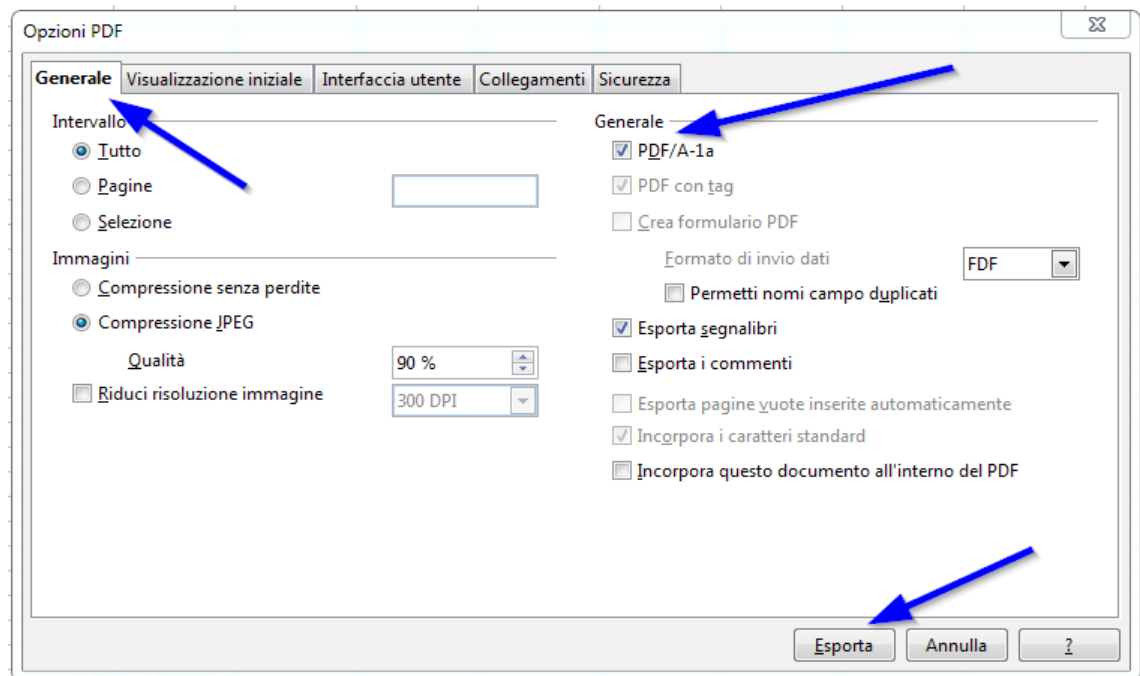 Opzioni PDF
Generale Visualizzazione iniziale Interfaccia utente Collegamenti Sicurezza
Intervallo
Tutto
Pagine
Selezione
Immagini
Compressione senza perdite
Compressione JPEG
Qualità 90 %
Riduci risoluzione immagine 300 DPI
Generale
PDF/A-1a
PDF con tag
Crea formulario PDF
Formato di invio dati FDF
Permetti nomi campo duplicati
Esporta segnalibri
Esporta i commenti
Esporta pagine vuote inserite automaticamente
Incorpora i caratteri standard
Incorpora questo documento all'interno del PDF
Esporta Annulla ?